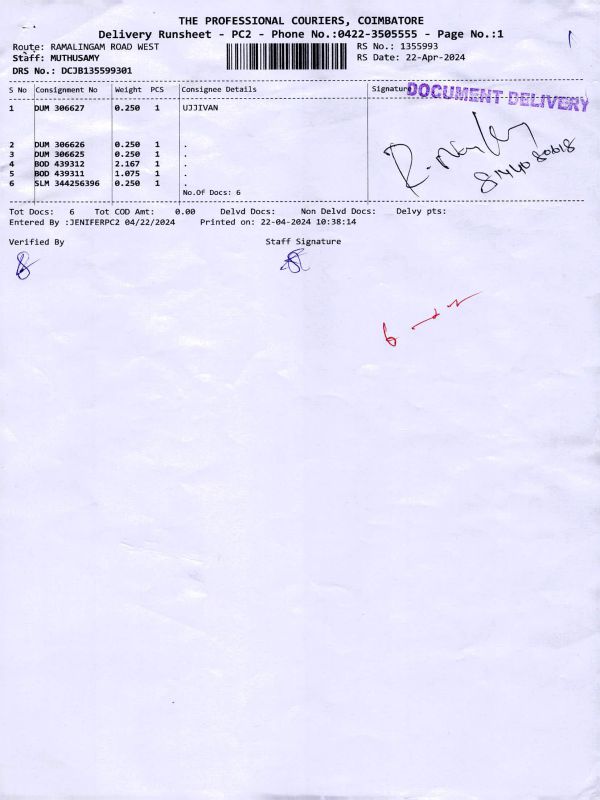 THE PROFESSIONAL COURIERS, COIMBATORE
Delivery Runsheet - PC2 - Phone No.:0422-3505555 - Page No.:1
Route: RAMALINGAM ROAD WEST RS No.: 1355993
Staff: MUTHUSAMY RS Date: 22-Apr-2024
DRS No.: DCJB135599301
S No Consignment No Weight PCS Consignee Details Signature
DOCUMENT DELIVERY
1 DUM 306627 0.250 1 UJJIVAN
2 DUM 306626 0.250 1 .
3 DUM 306625 0.250 1 .
4 BOD 439312 2.167 1 .
5 BOD 439311 1.075 1 .
6 SLM 344256396 0.250 1 .
No.Of Docs: 6
Tot Docs: 6 Tot COD Amt: 0.00 Delvd Docs: Non Delvd Docs: Delvy pts:
Entered By :JENIFERPC2 04/22/2024 Printed on: 22-04-2024 10:38:14
Verified By Staff Signature
6